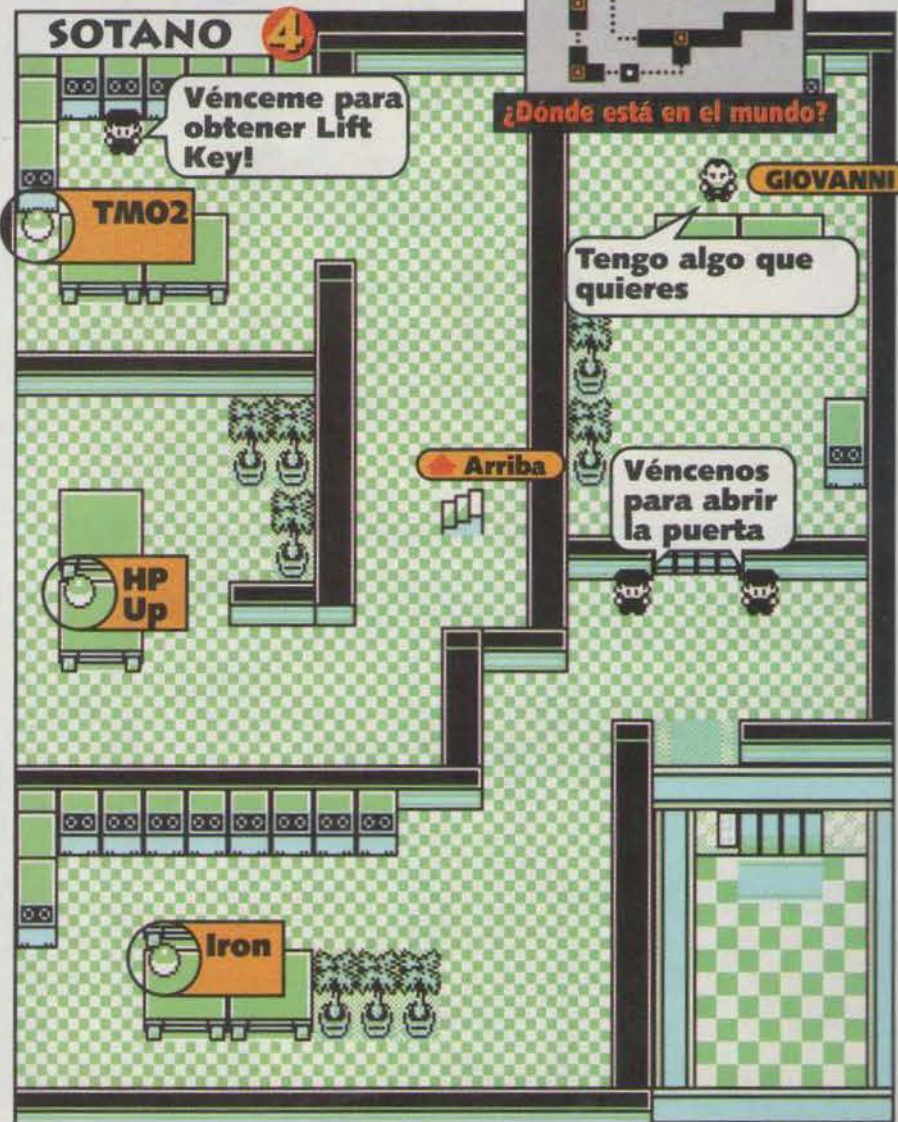 SOTANO 4
¿Dónde está en el mundo?
Vénceme para
obtener Lift
Key!
GIOVANNI
TMO2
Tengo algo que
quieres
Arriba
Véncenos
para abrir
la puerta
HP
Up
Iron